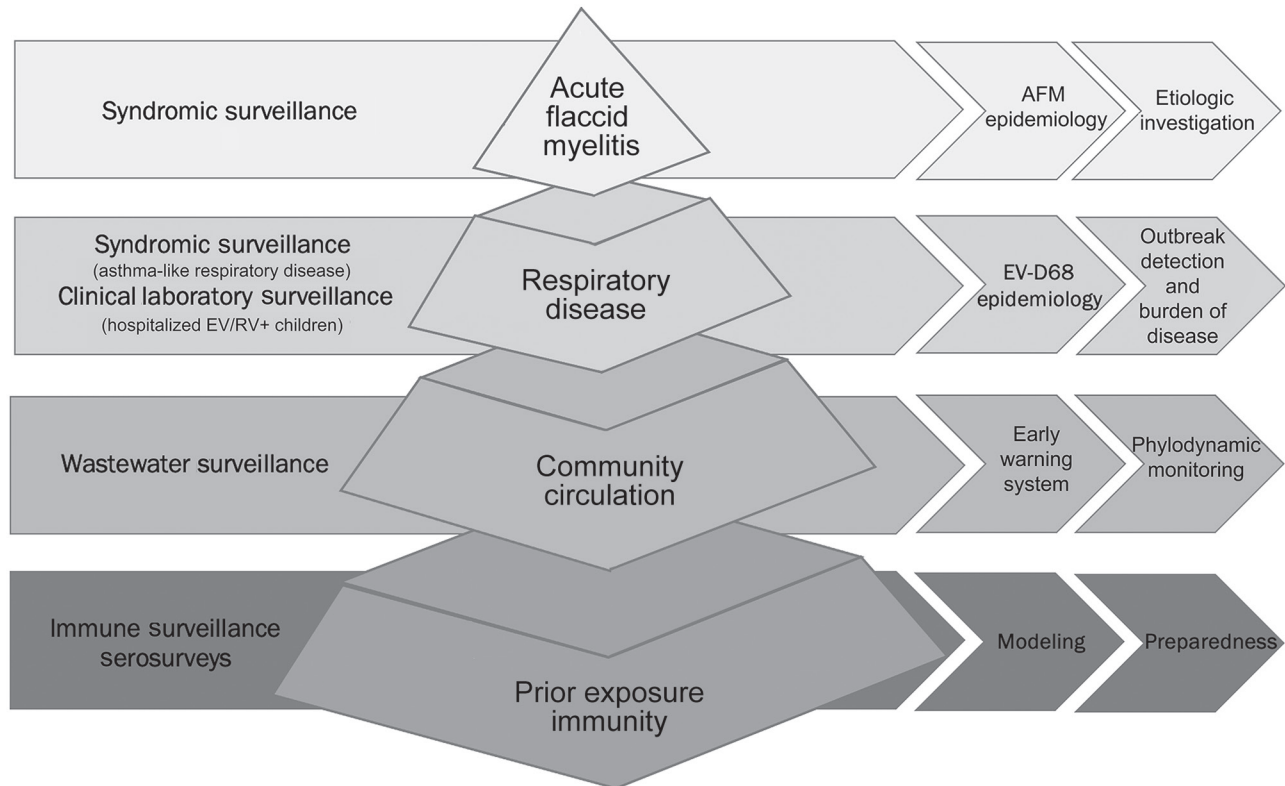 Syndromic surveillance
Acute
flaccid
myelitis
AFM
epidemiology
Etiologic
investigation
Syndromic surveillance
(asthma-like respiratory disease)
Clinical laboratory surveillance
(hospitalized EV/RV+ children)
Respiratory
disease
EV-D68
epidemiology
Outbreak
detection
and
burden of
disease
Wastewater surveillance
Community
circulation
Early
warning
system
Phylodynamic
monitoring
Immune surveillance
serosurveys
Prior exposure
immunity
Modeling
Preparedness